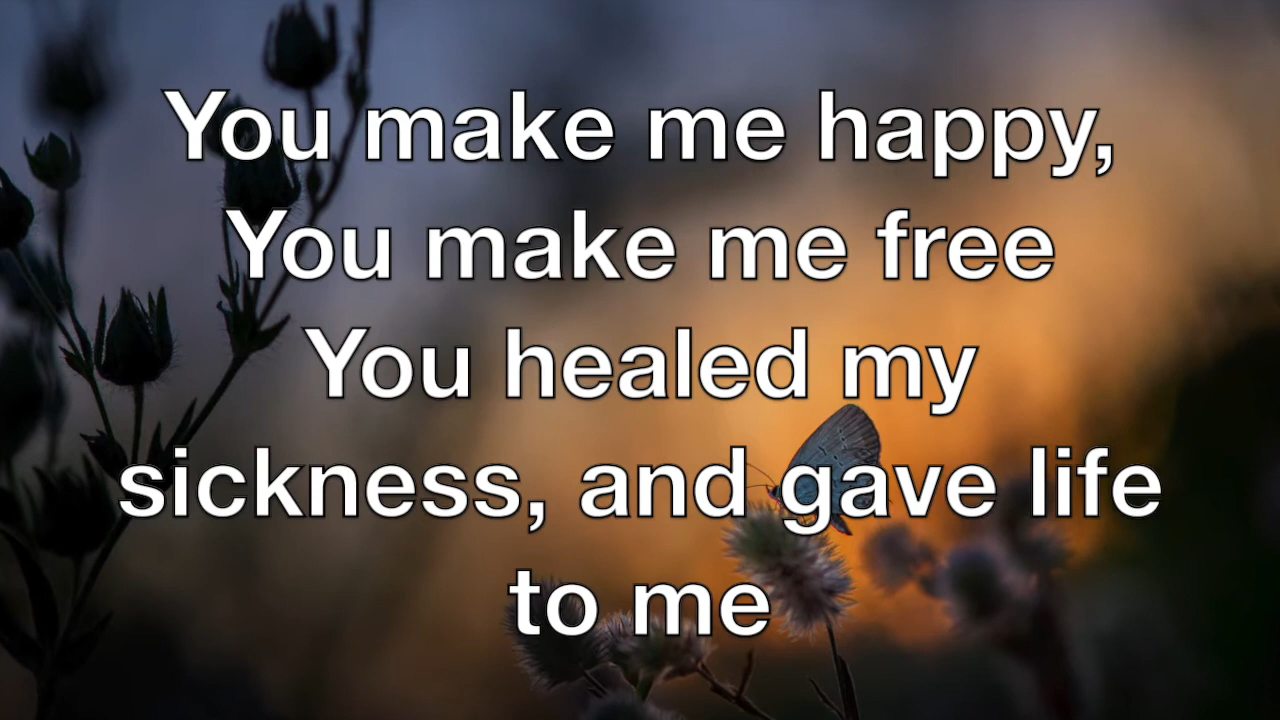 You make me happy,
You make me free
You healed my
sickness, and gave life
to me